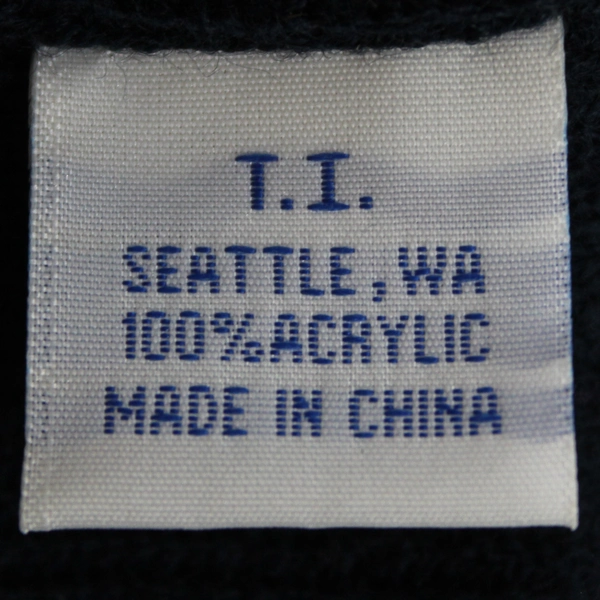 T.I.
SEATTLE, WA
100% ACRYLIC
MADE IN CHINA